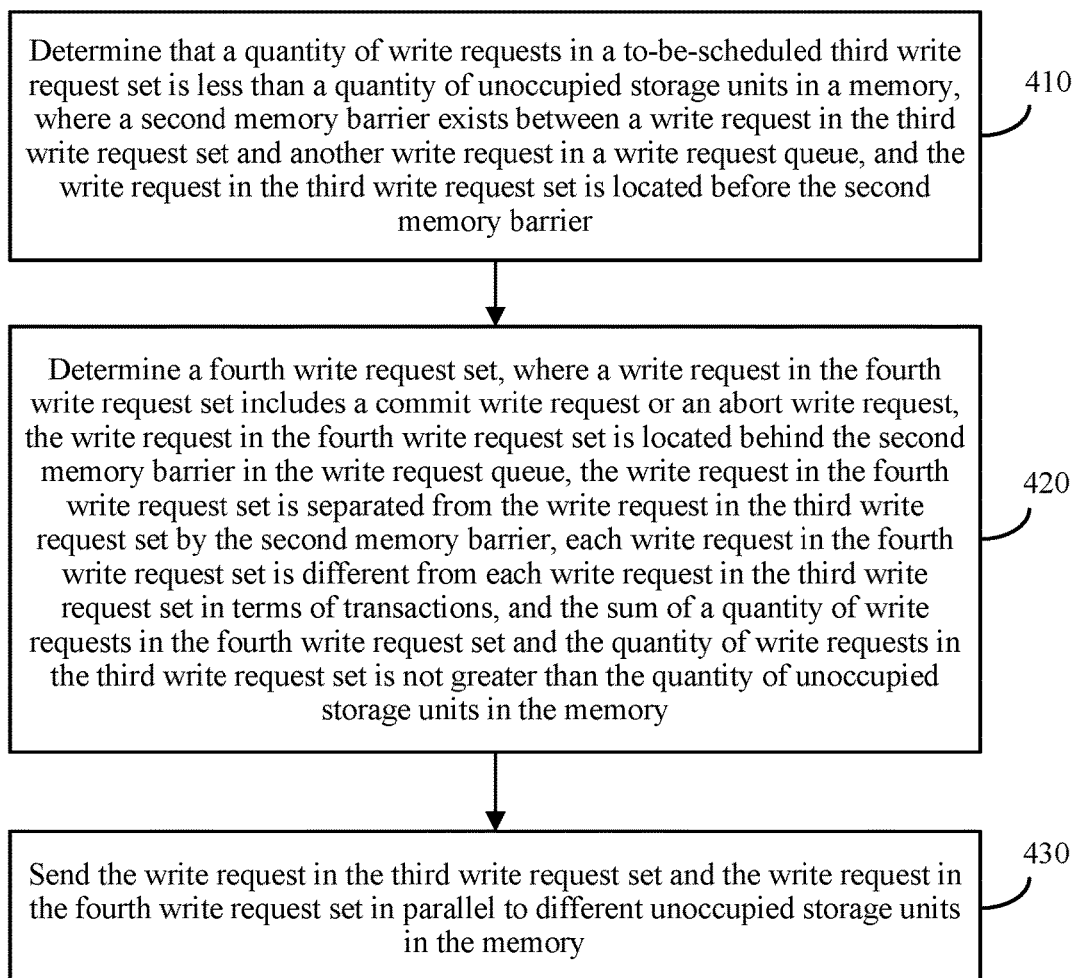 Determine that a quantity of write requests in a to-be-scheduled third write
request set is less than a quantity of unoccupied storage units in a memory,
where a second memory barrier exists between a write request in the third
write request set and another write request in a write request queue, and the
write request in the third write request set is located before the second
memory barrier
410
Determine a fourth write request set, where a write request in the fourth
write request set includes a commit write request or an abort write request,
the write request in the fourth write request set is located behind the second
memory barrier in the write request queue, the write request in the fourth
write request set is separated from the write request in the third write
request set by the second memory barrier, each write request in the fourth
write request set is different from each write request in the third write
request set in terms of transactions, and the sum of a quantity of write
requests in the fourth write request set and the quantity of write requests in
the third write request set is not greater than the quantity of unoccupied
storage units in the memory
420
Send the write request in the third write request set and the write request in
the fourth write request set in parallel to different unoccupied storage units
in the memory
430